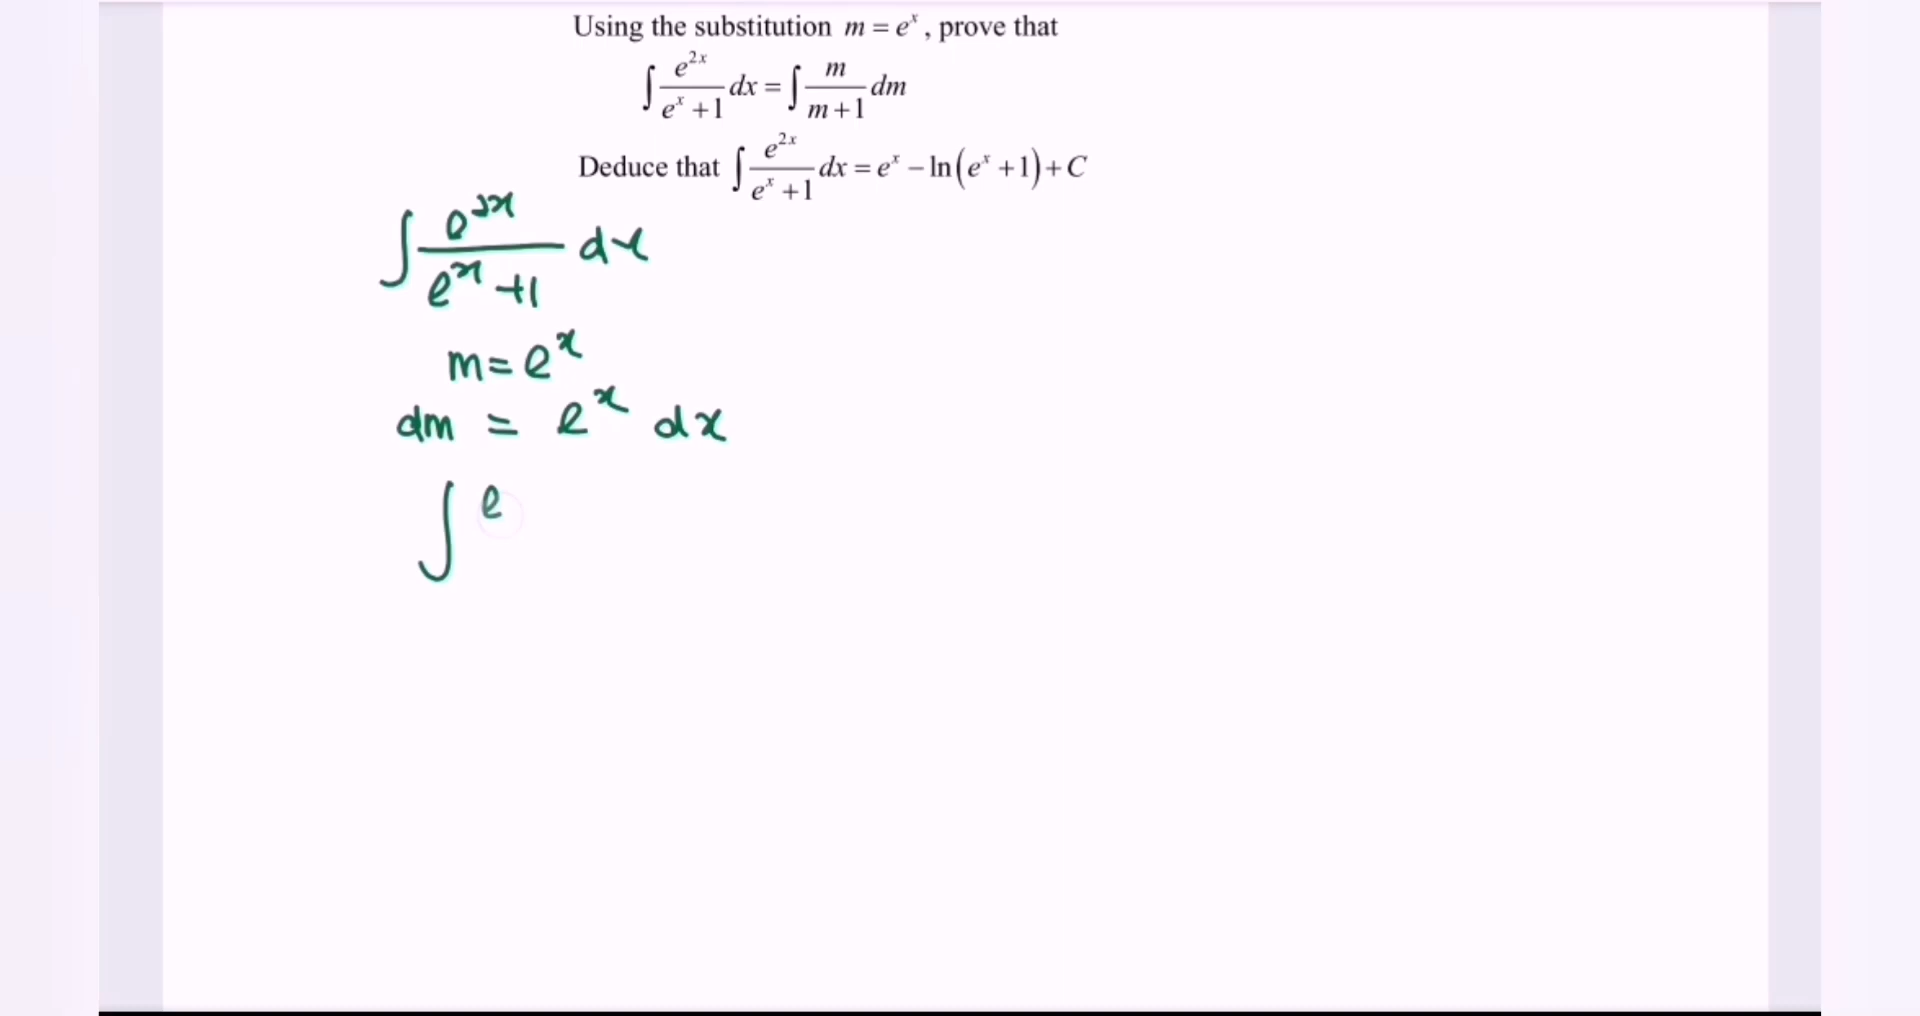 Using the substitution m = e^x , prove that
∫ e^{2x}/(e^x + 1) dx = ∫ m/(m + 1) dm
Deduce that ∫ e^{2x}/(e^x + 1) dx = e^x − ln(e^x + 1) + C
∫ e^{2x}/(e^x + 1) dx
m = e^x
dm = e^x dx
∫ e